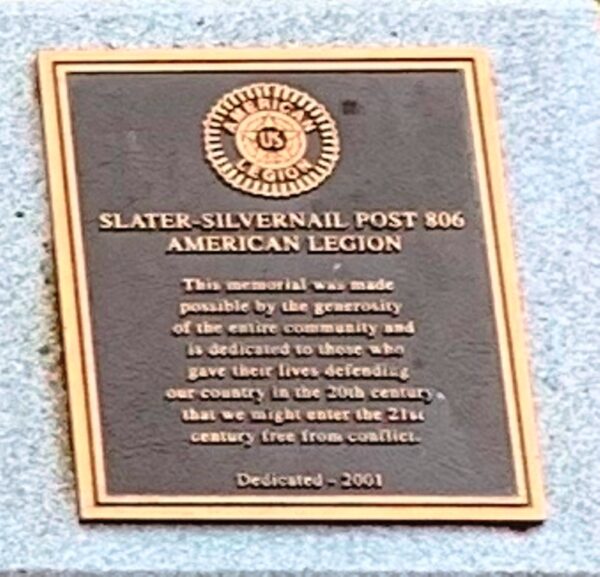 AMERICAN
US
LEGION
SLATER-SILVERNAIL POST 806
AMERICAN LEGION
This memorial was made
possible by the generosity
of the entire community and
is dedicated to those who
gave their lives defending
our country in the 20th century,
that we might enter the 21st
century free from conflict.
Dedicated - 2001